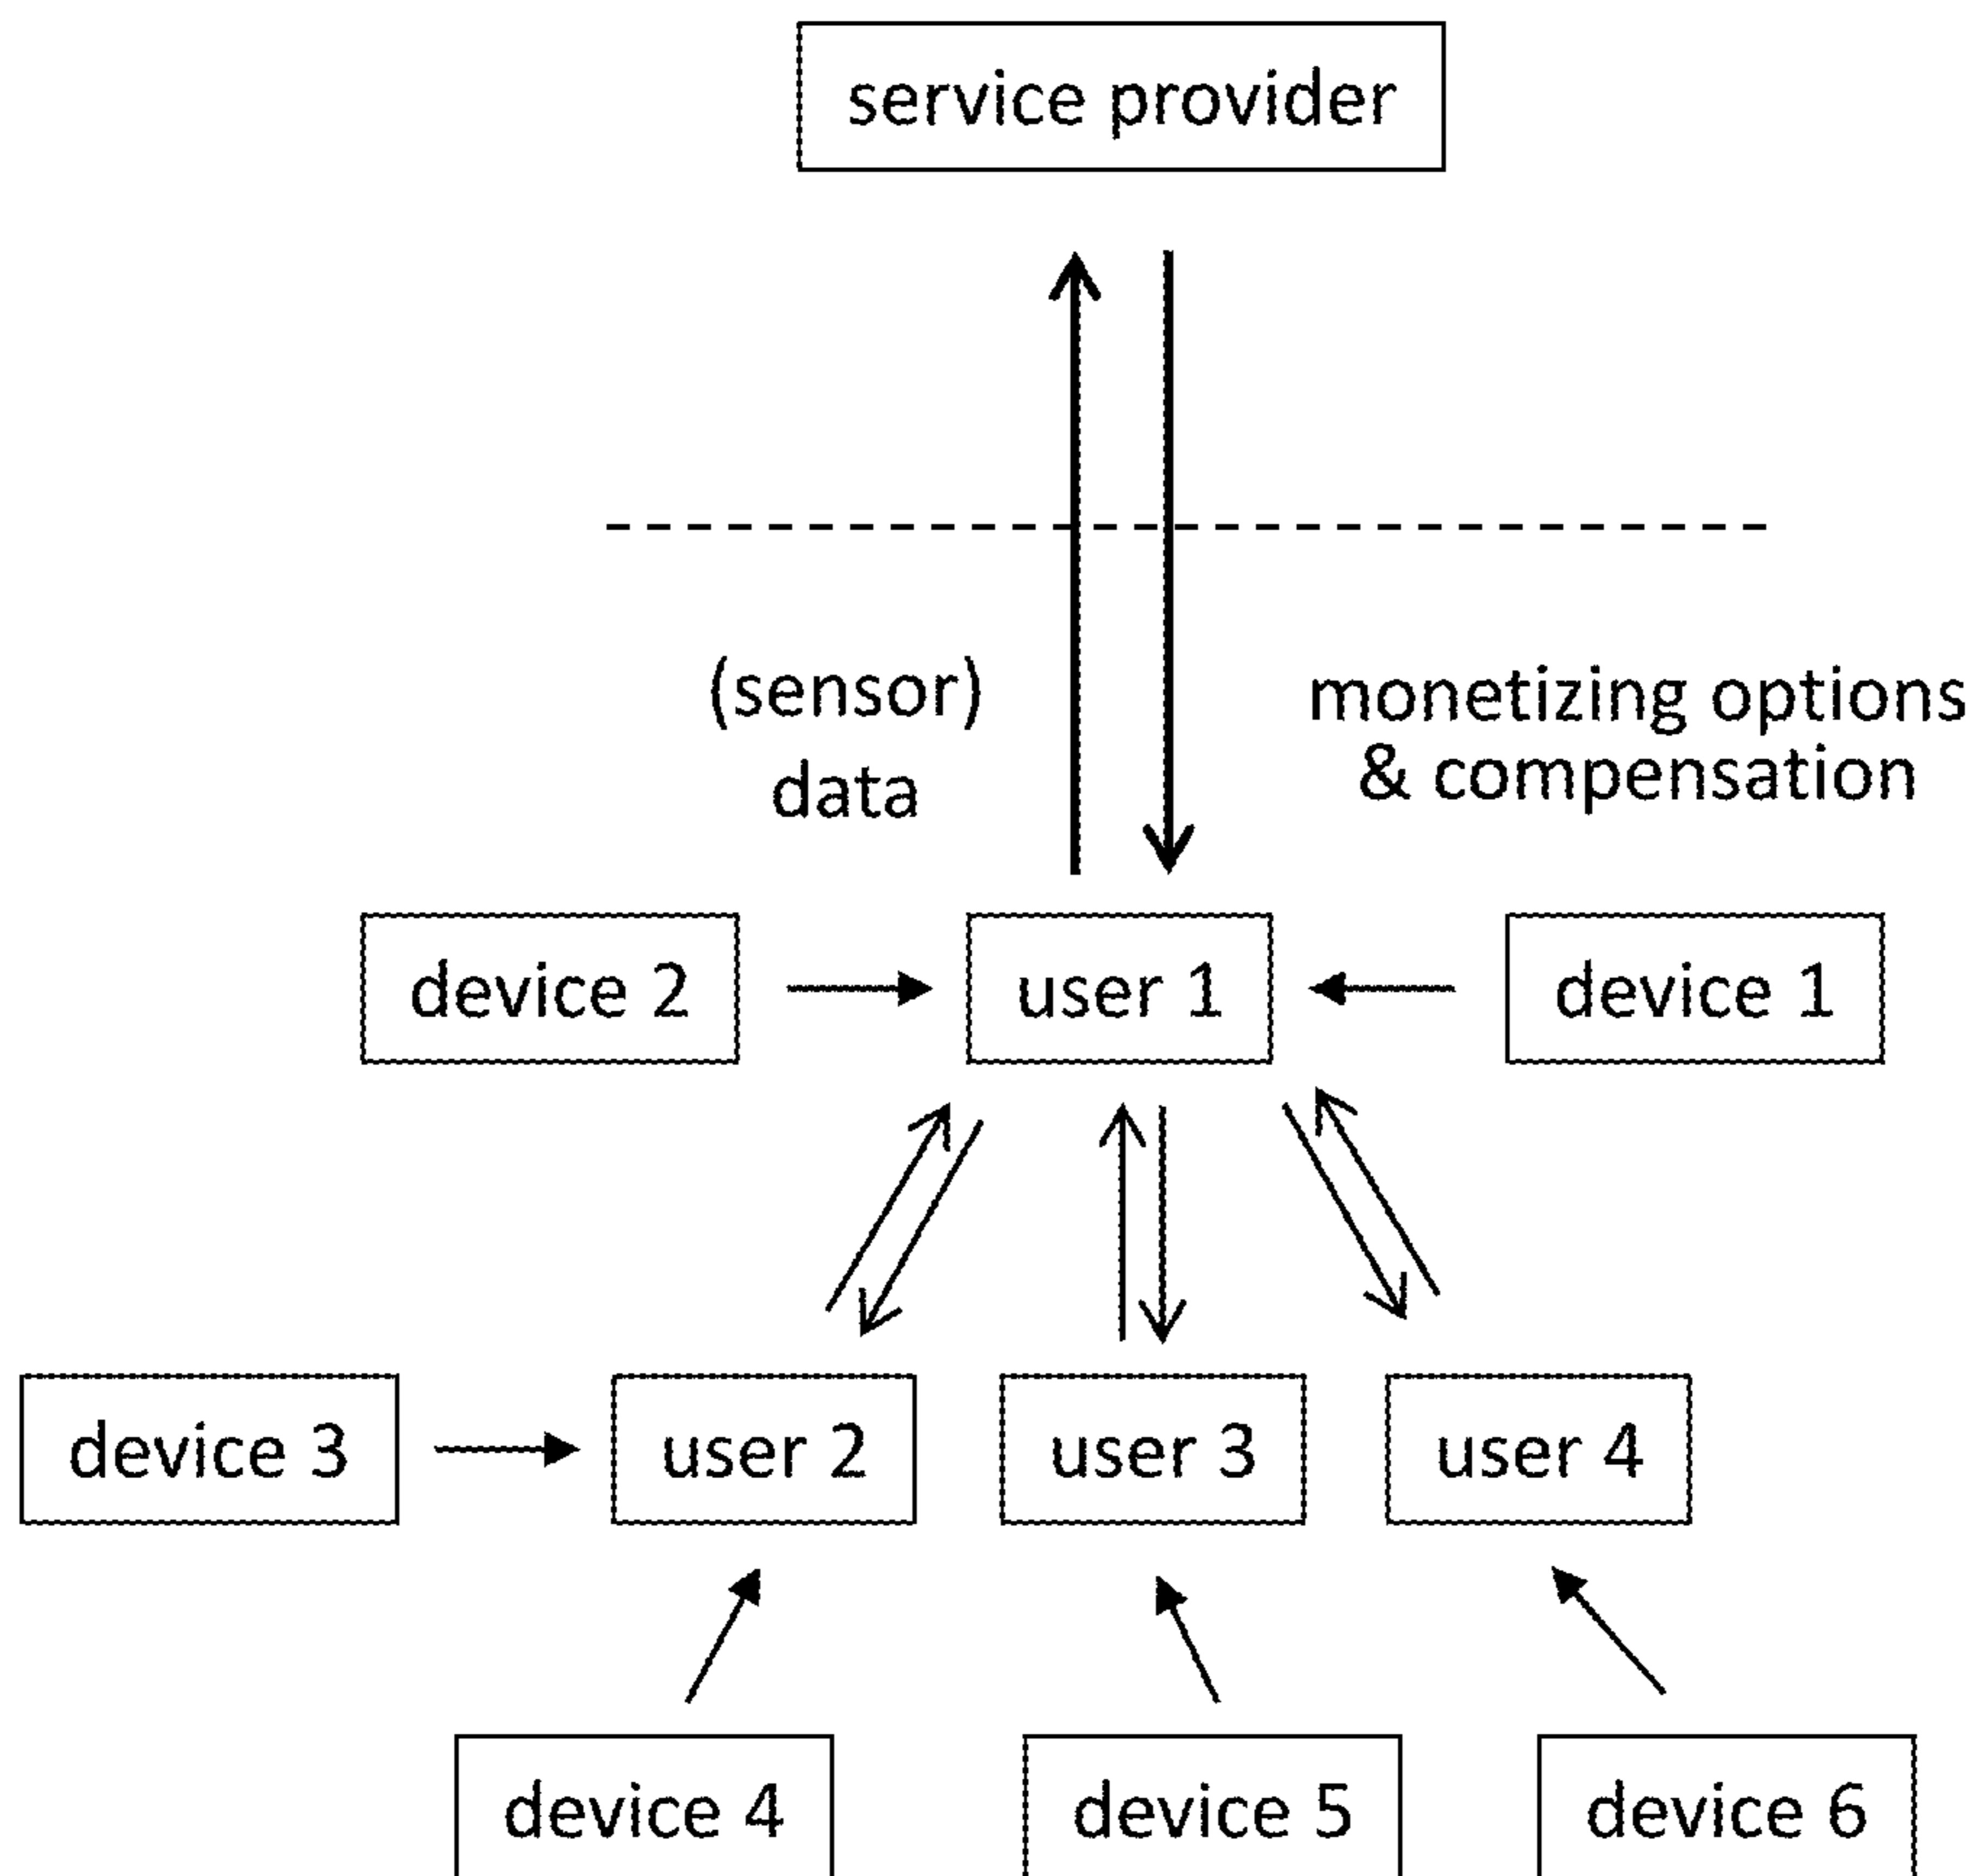 service provider
(sensor)
data
monetizing options
& compensation
device 2
user 1
device 1
device 3
user 2
user 3
user 4
device 4
device 5
device 6